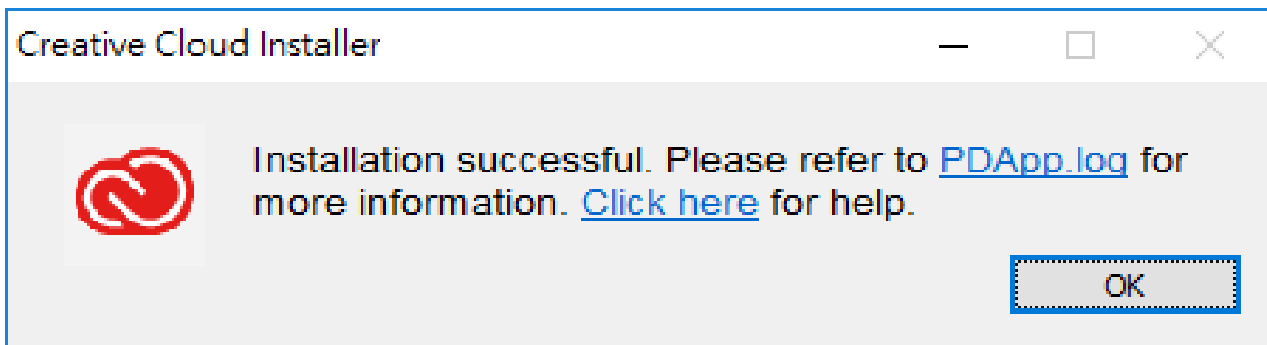 Creative Cloud Installer
Installation successful. Please refer to PDApp.log for
more information. Click here for help.
OK